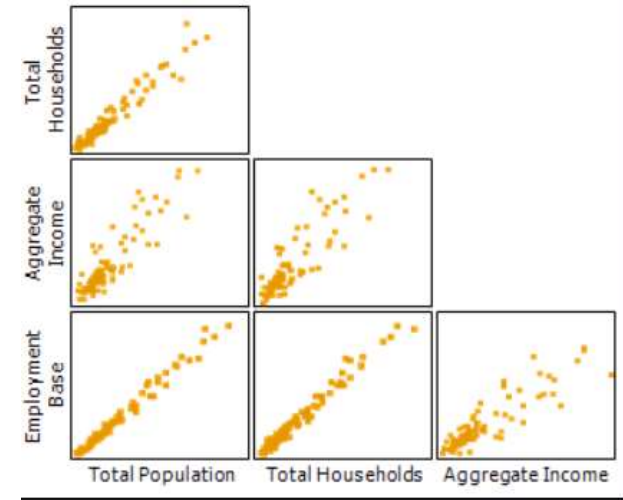 Total
Households
Aggregate
Income
Employment
Base
Total Population
Total Households
Aggregate Income